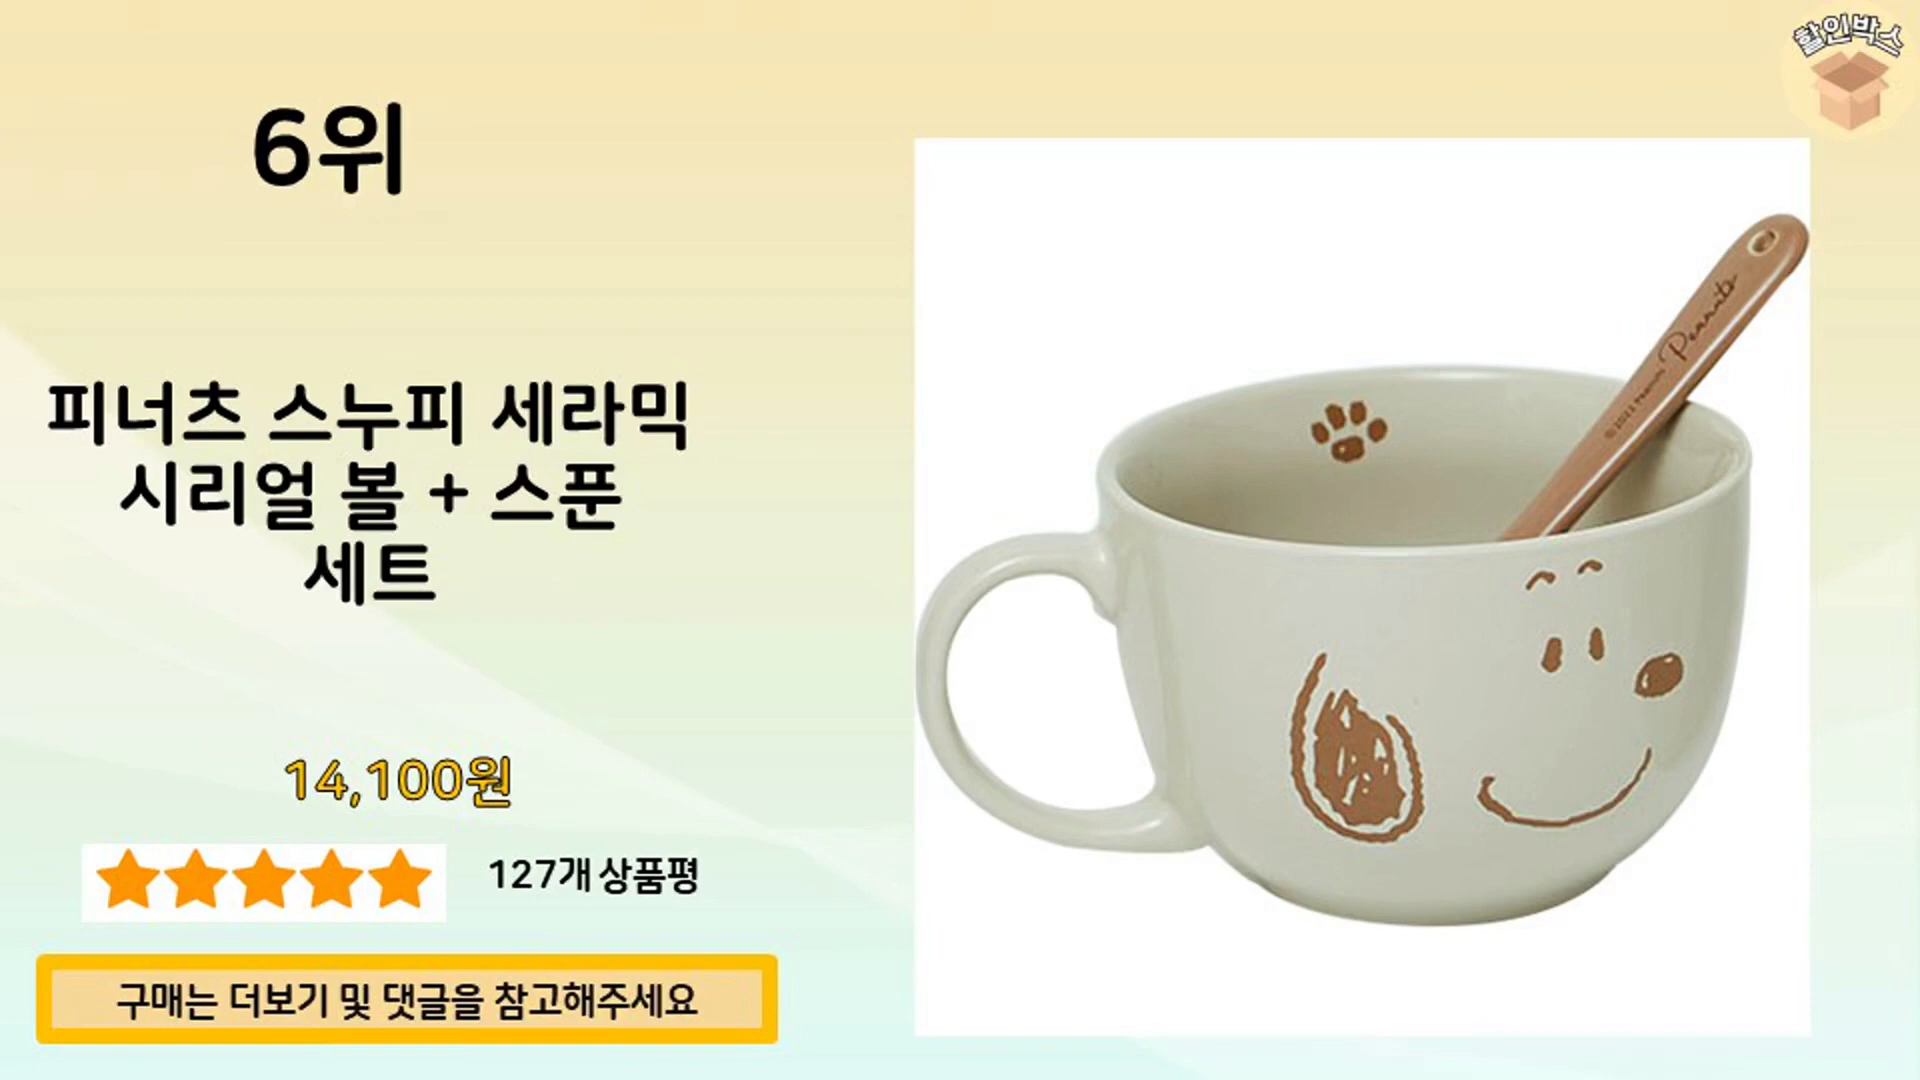 할인박스
6위
피너츠 스누피 세라믹
시리얼 볼 + 스푼
세트
14,100원
127개 상품평
구매는 더보기 및 댓글을 참고해주세요
Peanuts